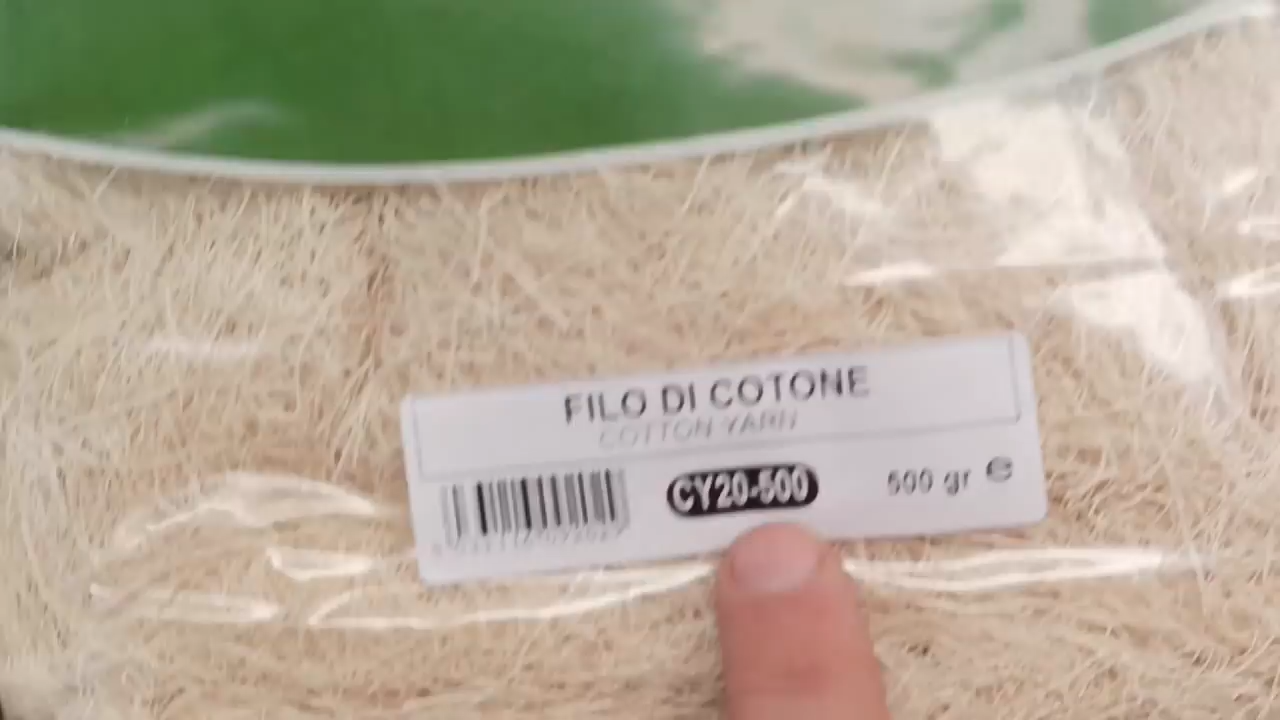 FILO DI COTONE
COTTON YARN
CY20-500
500 gr ℮